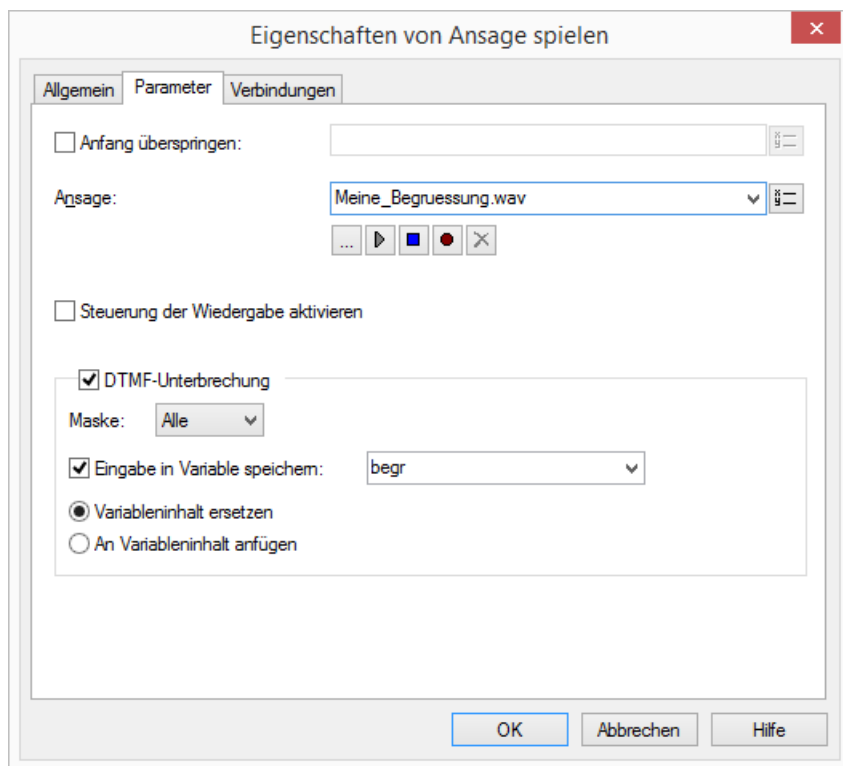 Eigenschaften von Ansage spielen
Allgemein Parameter Verbindungen
Anfang überspringen:
Ansage: Meine_Begruessung.wav
...
Steuerung der Wiedergabe aktivieren
DTMF-Unterbrechung
Maske: Alle
Eingabe in Variable speichern: begr
Variableninhalt ersetzen
An Variableninhalt anfügen
OK Abbrechen Hilfe